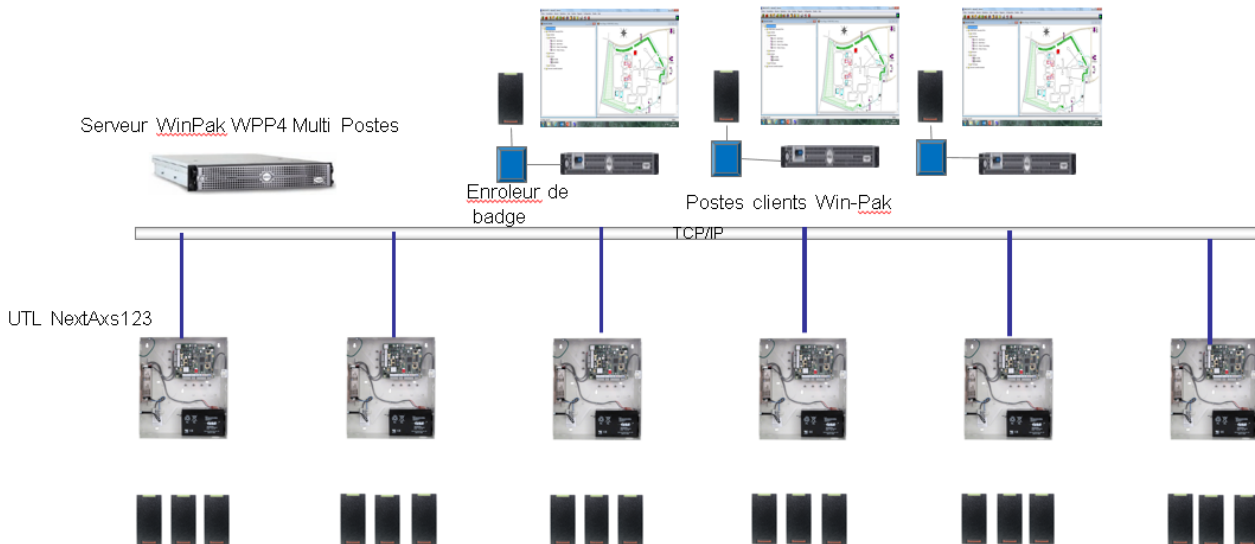 Serveur WinPak WPP4 Multi Postes
Enroleur de
badge
Postes clients Win-Pak
TCP/IP
UTL NextAxs123